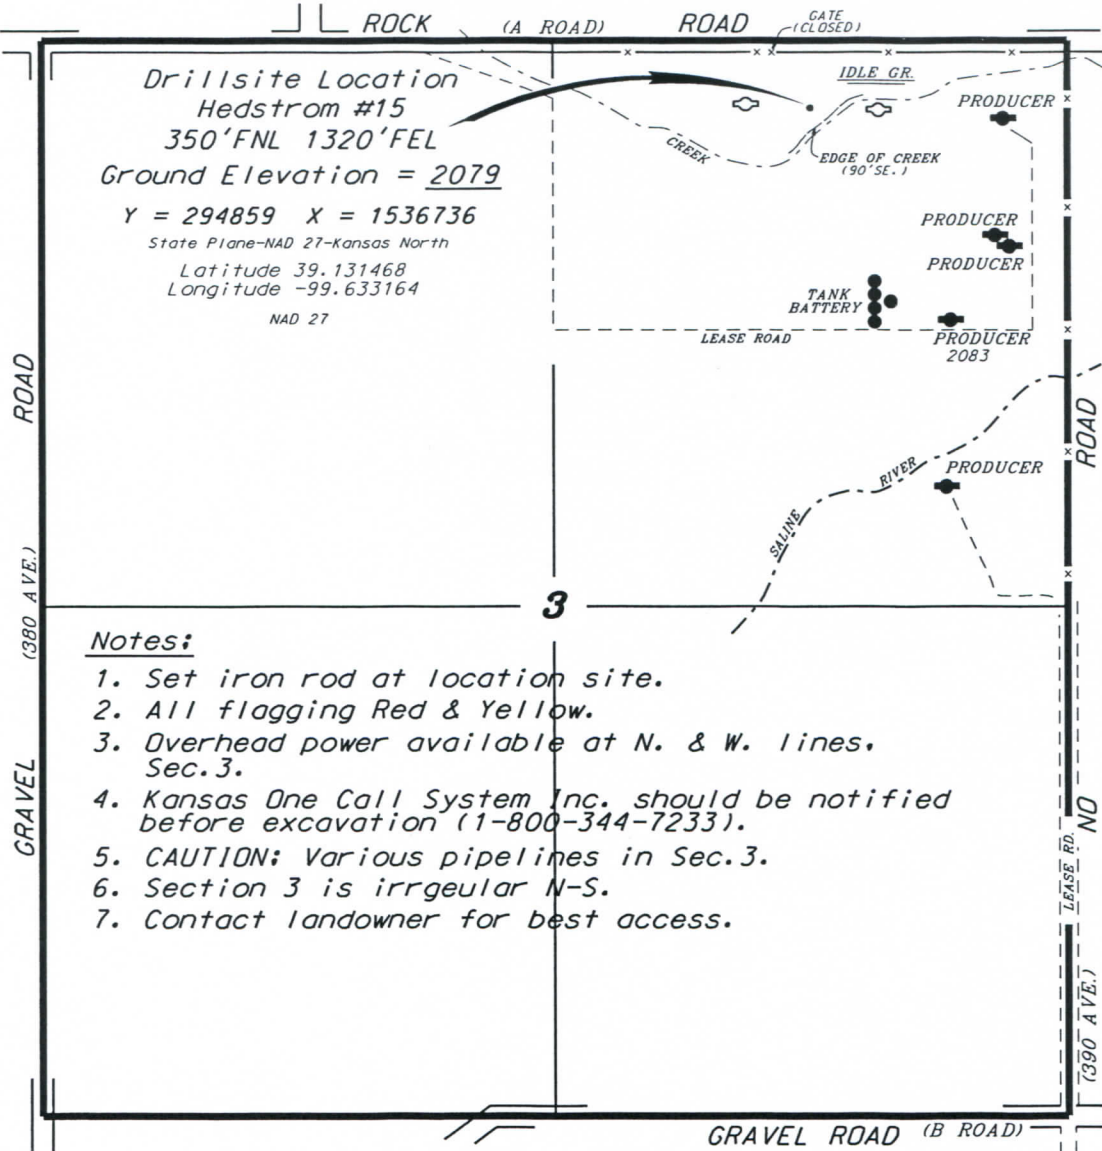 ROCK (A ROAD) ROAD
GATE
(CLOSED)
Drillsite Location
Hedstrom #15
350'FNL 1320'FEL
Ground Elevation = 2079
Y = 294859 X = 1536736
State Plane-NAD 27-Kansas North
Latitude 39.131468
Longitude -99.633164
NAD 27
IDLE GR.
PRODUCER
CREEK
EDGE OF CREEK
(90'SE.)
PRODUCER
PRODUCER
TANK
BATTERY
LEASE ROAD
PRODUCER
2083
SALINE RIVER
PRODUCER
3
GRAVEL (380 AVE.) ROAD
(390 AVE.) NO ROAD
LEASE RD.
Notes:
1. Set iron rod at location site.
2. All flagging Red & Yellow.
3. Overhead power available at N. & W. lines,
Sec.3.
4. Kansas One Call System Inc. should be notified
before excavation (1-800-344-7233).
5. CAUTION: Various pipelines in Sec.3.
6. Section 3 is irrgeular N-S.
7. Contact landowner for best access.
GRAVEL ROAD (B ROAD)